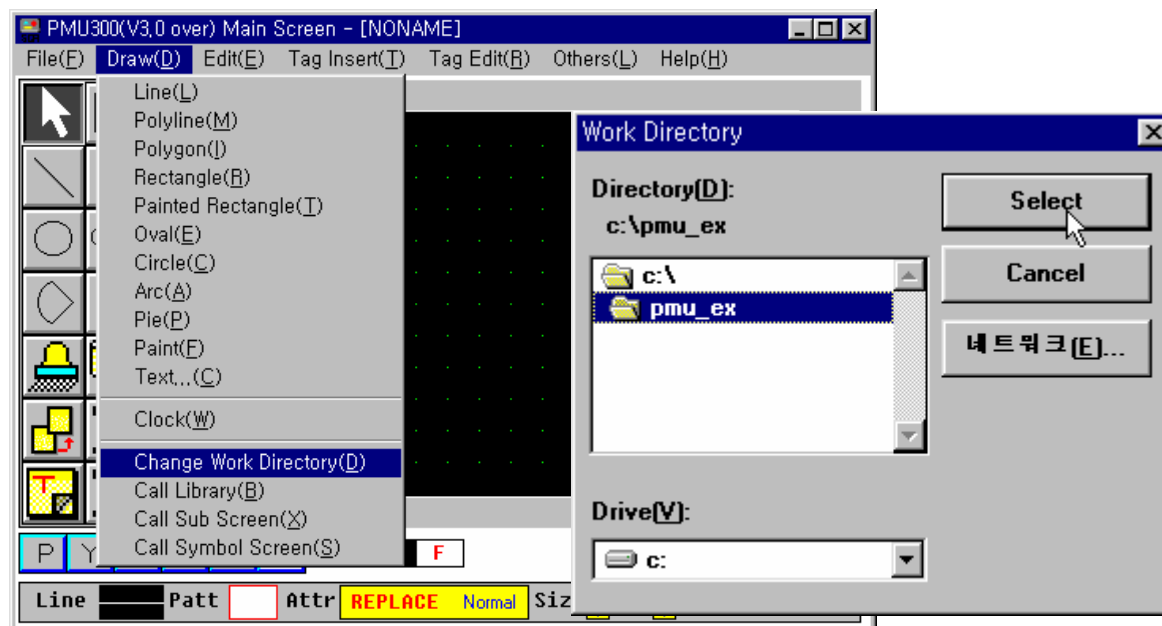 PMU300(V3,0 over) Main Screen - [NONAME]
File(F) Draw(D) Edit(E) Tag Insert(T) Tag Edit(R) Others(L) Help(H)
Line(L)
Polyline(M)
Polygon(I)
Rectangle(R)
Painted Rectangle(T)
Oval(E)
Circle(C)
Arc(A)
Pie(P)
Paint(F)
Text,,,(C)
Clock(W)
Change Work Directory(D)
Call Library(B)
Call Sub Screen(X)
Call Symbol Screen(S)
T
P Y F
Line Patt Attr REPLACE Normal Siz
Work Directory
Directory(D):
c:\pmu_ex
c:\
pmu_ex
Drive(V):
c:
Select
Cancel
네트워크(E)...